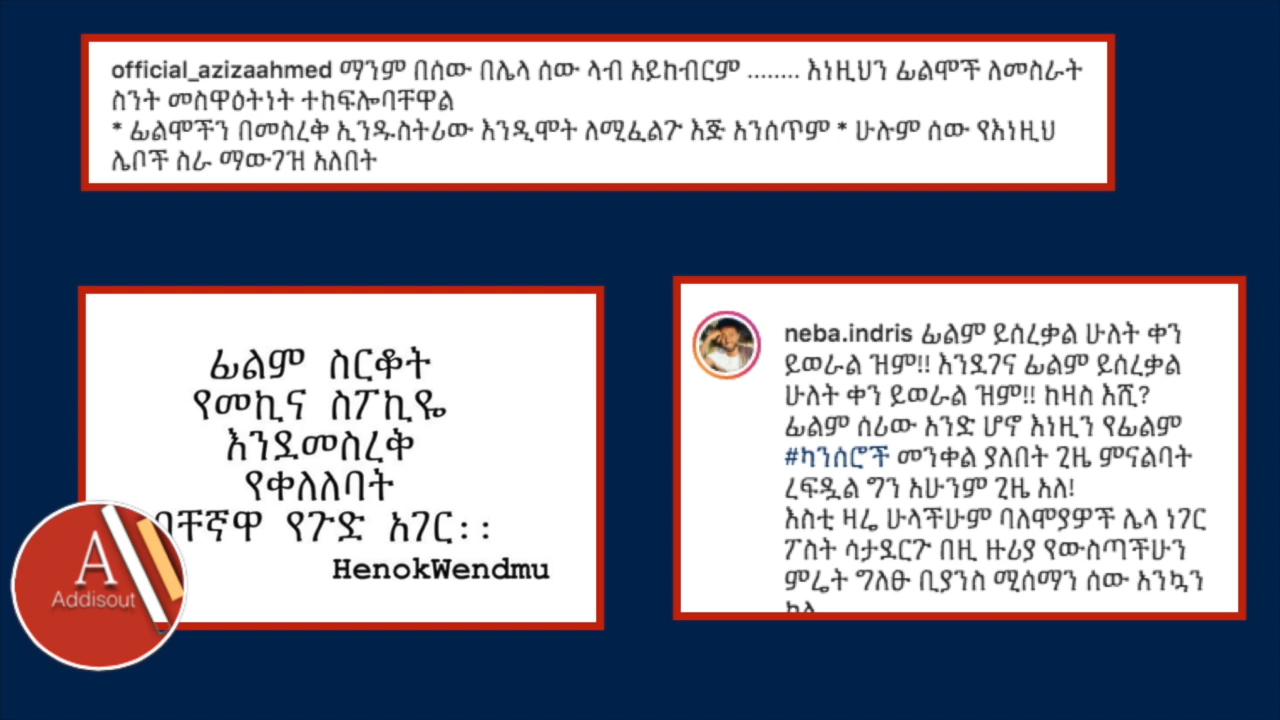 official_azizaahmed ማንም በሰው በሌላ ሰው ላብ አይከብርም ........ እነዚህን ፊልሞች ለመስራት
ስንት መስዋዕትነት ተከፍሎባቸዋል
* ፊልሞችን በመስረቅ ኢንዱስትሪው እንዲሞት ለሚፈልጉ እጅ አንሰጥም * ሁሉም ሰው የእነዚህ
ሌቦች ስራ ማውገዝ አለበት
ፊልም ስርቆት
የመኪና ስፖኪዬ
እንደመስረቅ
የቀለለባት
የጉድ አገር::
HenokWendmu
neba.indris ፊልም ይሰረቃል ሁለት ቀን
ይወራል ዝም!! እንደገና ፊልም ይሰረቃል
ሁለት ቀን ይወራል ዝም!! ከዛስ እሺ?
ፊልም ሰሪው አንድ ሆኖ እነዚን የፊልም
#ካንሰሮች መንቀል ያለበት ጊዜ ምናልባት
ረፍዷል ግን አሁንም ጊዜ አለ!
እስቲ ዛሬ ሁላችሁም ባለሞያዎች ሌላ ነገር
ፖስት ሳታደርጉ በዚ ዙሪያ የውስጣችሁን
ምሬት ግለፁ ቢያንስ ሚሰማን ሰው እንኳን
A
Addisout